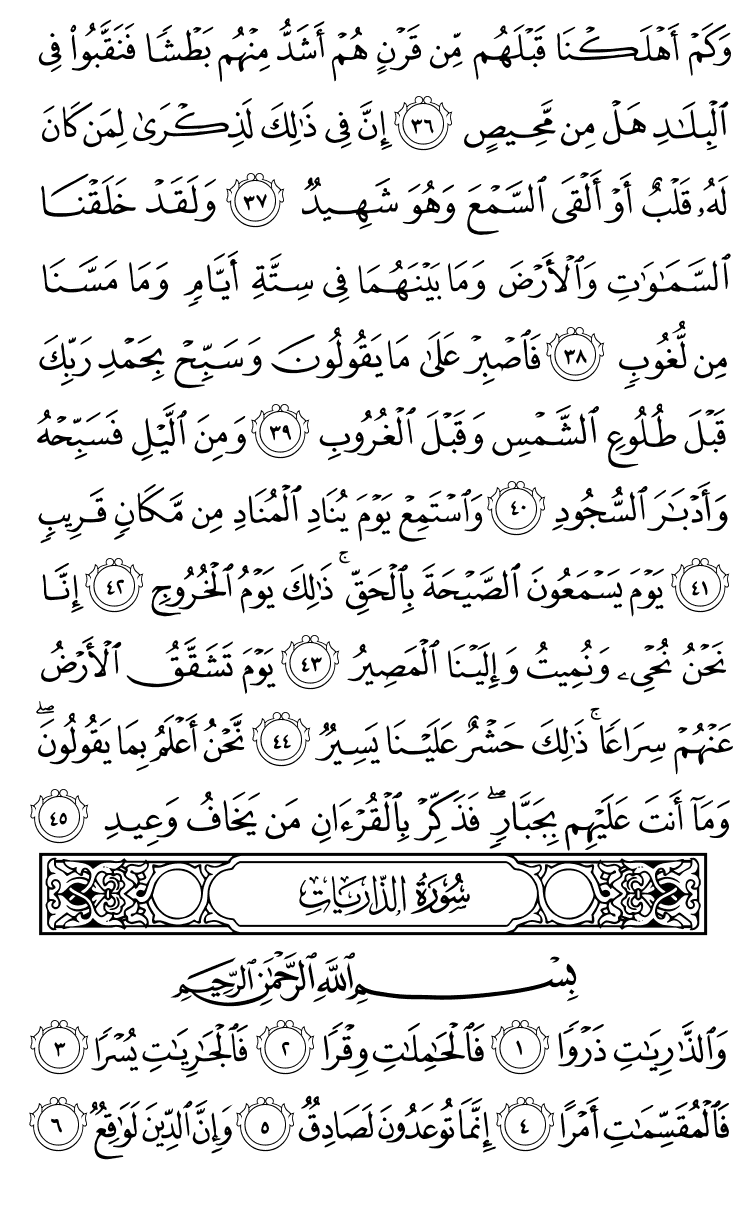 وَكَمْ أَهْلَكْنَا قَبْلَهُم مِّن قَرْنٍ هُمْ أَشَدُّ مِنْهُم بَطْشًا فَنَقَّبُوا۟ فِى
ٱلْبِلَـٰدِ هَلْ مِن مَّحِيصٍ ٣٦ إِنَّ فِى ذَٰلِكَ لَذِكْرَىٰ لِمَن كَانَ
لَهُۥ قَلْبٌ أَوْ أَلْقَى ٱلسَّمْعَ وَهُوَ شَهِيدٌ ٣٧ وَلَقَدْ خَلَقْنَا
ٱلسَّمَـٰوَٰتِ وَٱلْأَرْضَ وَمَا بَيْنَهُمَا فِى سِتَّةِ أَيَّامٍ وَمَا مَسَّنَا
مِن لُّغُوبٍ ٣٨ فَٱصْبِرْ عَلَىٰ مَا يَقُولُونَ وَسَبِّحْ بِحَمْدِ رَبِّكَ
قَبْلَ طُلُوعِ ٱلشَّمْسِ وَقَبْلَ ٱلْغُرُوبِ ٣٩ وَمِنَ ٱلَّيْلِ فَسَبِّحْهُ
وَأَدْبَـٰرَ ٱلسُّجُودِ ٤٠ وَٱسْتَمِعْ يَوْمَ يُنَادِ ٱلْمُنَادِ مِن مَّكَانٍ قَرِيبٍ
٤١ يَوْمَ يَسْمَعُونَ ٱلصَّيْحَةَ بِٱلْحَقِّ ۚ ذَٰلِكَ يَوْمُ ٱلْخُرُوجِ ٤٢ إِنَّا
نَحْنُ نُحْىِۦ وَنُمِيتُ وَإِلَيْنَا ٱلْمَصِيرُ ٤٣ يَوْمَ تَشَقَّقُ ٱلْأَرْضُ
عَنْهُمْ سِرَاعًا ۚ ذَٰلِكَ حَشْرٌ عَلَيْنَا يَسِيرٌ ٤٤ نَّحْنُ أَعْلَمُ بِمَا يَقُولُونَ ۖ
وَمَآ أَنتَ عَلَيْهِم بِجَبَّارٍ ۖ فَذَكِّرْ بِٱلْقُرْءَانِ مَن يَخَافُ وَعِيدِ ٤٥
سُورَةُ الذَّارِيَاتِ
بِسْمِ ٱللَّهِ ٱلرَّحْمَـٰنِ ٱلرَّحِيمِ
وَٱلذَّٰرِيَـٰتِ ذَرْوًا ١ فَٱلْحَـٰمِلَـٰتِ وِقْرًا ٢ فَٱلْجَـٰرِيَـٰتِ يُسْرًا ٣
فَٱلْمُقَسِّمَـٰتِ أَمْرًا ٤ إِنَّمَا تُوعَدُونَ لَصَادِقٌ ٥ وَإِنَّ ٱلدِّينَ لَوَٰقِعٌ ٦